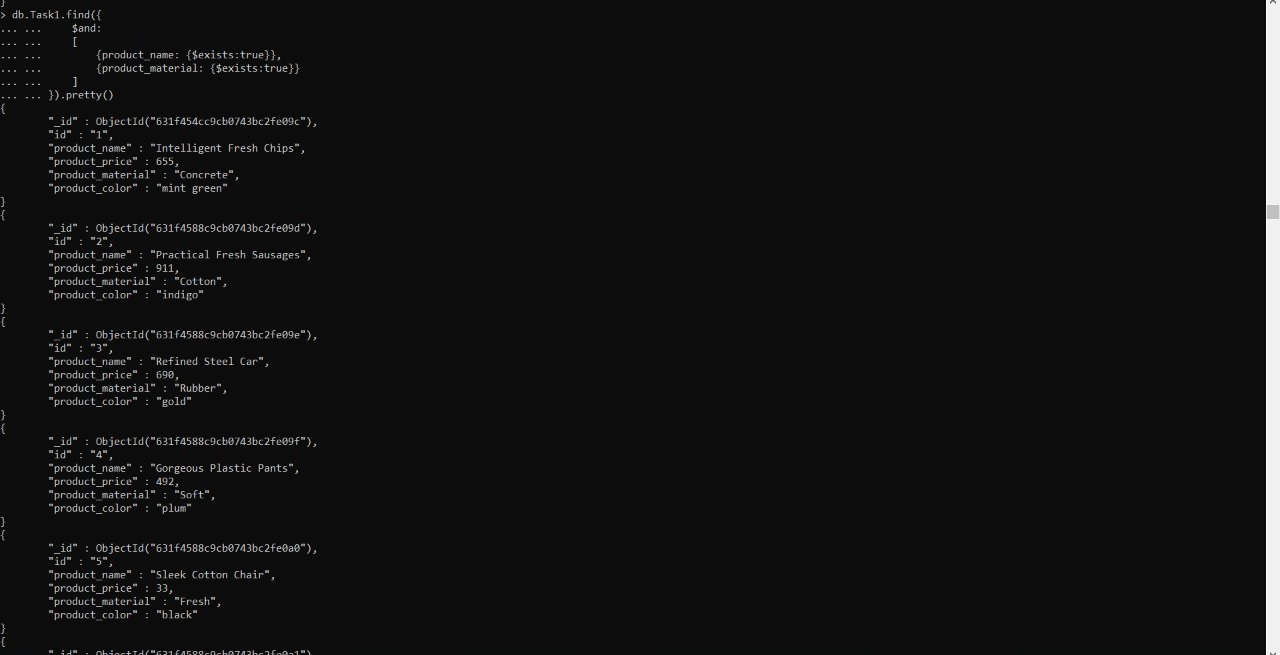 }
> db.Task1.find({
... ...     $and:
... ...     [
... ...         {product_name: {$exists:true}},
... ...         {product_material: {$exists:true}}
... ...     ]
... ... }).pretty()
{
        "_id" : ObjectId("631f454cc9cb0743bc2fe09c"),
        "id" : "1",
        "product_name" : "Intelligent Fresh Chips",
        "product_price" : 655,
        "product_material" : "Concrete",
        "product_color" : "mint green"
}
{
        "_id" : ObjectId("631f4588c9cb0743bc2fe09d"),
        "id" : "2",
        "product_name" : "Practical Fresh Sausages",
        "product_price" : 911,
        "product_material" : "Cotton",
        "product_color" : "indigo"
}
{
        "_id" : ObjectId("631f4588c9cb0743bc2fe09e"),
        "id" : "3",
        "product_name" : "Refined Steel Car",
        "product_price" : 690,
        "product_material" : "Rubber",
        "product_color" : "gold"
}
{
        "_id" : ObjectId("631f4588c9cb0743bc2fe09f"),
        "id" : "4",
        "product_name" : "Gorgeous Plastic Pants",
        "product_price" : 492,
        "product_material" : "Soft",
        "product_color" : "plum"
}
{
        "_id" : ObjectId("631f4588c9cb0743bc2fe0a0"),
        "id" : "5",
        "product_name" : "Sleek Cotton Chair",
        "product_price" : 33,
        "product_material" : "Fresh",
        "product_color" : "black"
}
{
        "_id" : ObjectId("631f4588c9cb0743bc2fe0a1"),